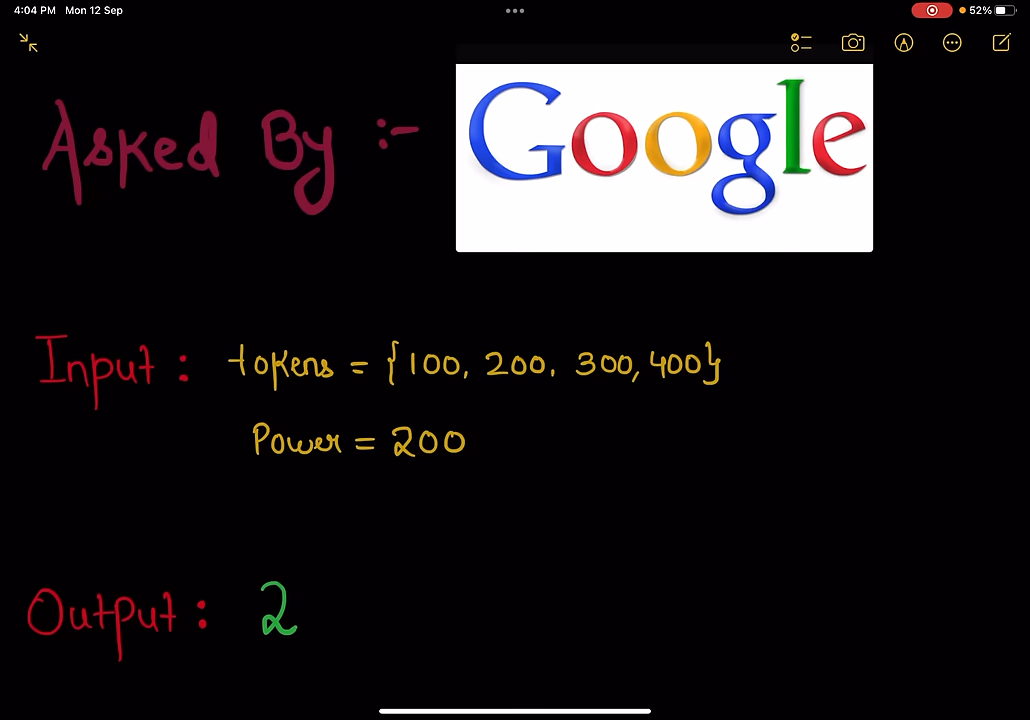 4:04 PM Mon 12 Sep
52%
Asked By :-
Google
Input : tokens = {100, 200, 300, 400}
Power = 200
Output : 2